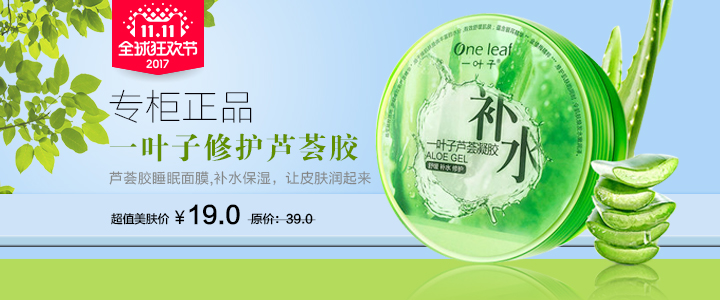 11.11
全球狂欢节
2017
专柜正品
一叶子修护芦荟胶
芦荟胶睡眠面膜,补水保湿，让皮肤润起来
超值美肤价 ¥19.0 原价：39.0
One leaf
一叶子
补水
一叶子芦荟凝胶
ALOE GEL
舒缓 补水 修护